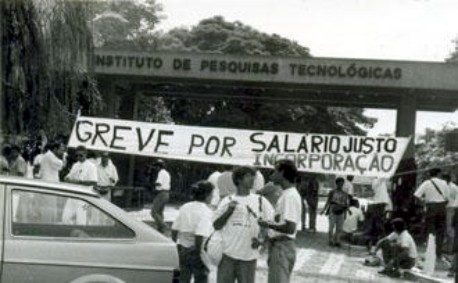 INSTITUTO DE PESQUISAS TECNOLÓGICAS
GREVE POR SALÁRIO JUSTO
INCORPORAÇÃO